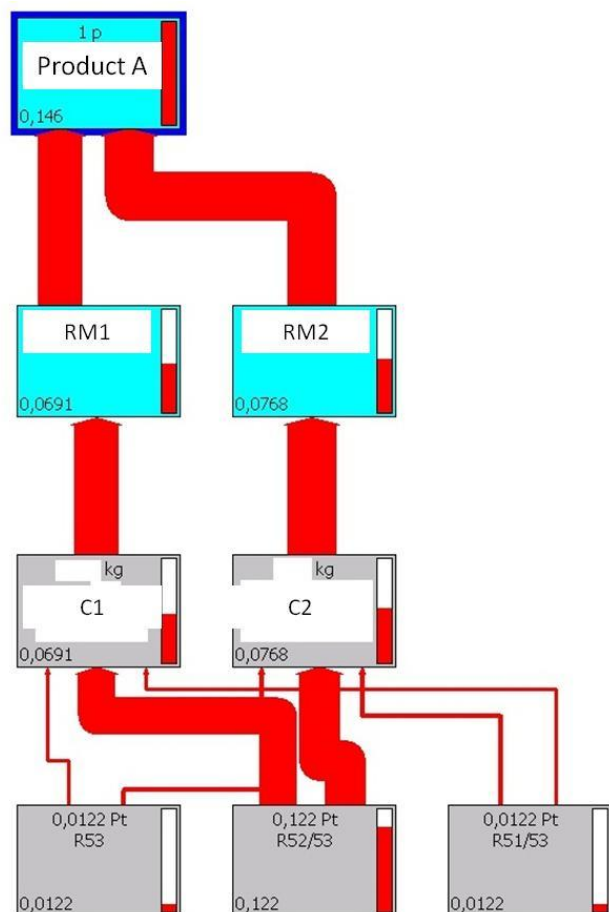 1 p
Product A
0,146
RM1
0,0691
RM2
0,0768
kg
C1
0,0691
kg
C2
0,0768
0,0122 Pt
R53
0,0122
0,122 Pt
R52/53
0,122
0,0122 Pt
R51/53
0,0122